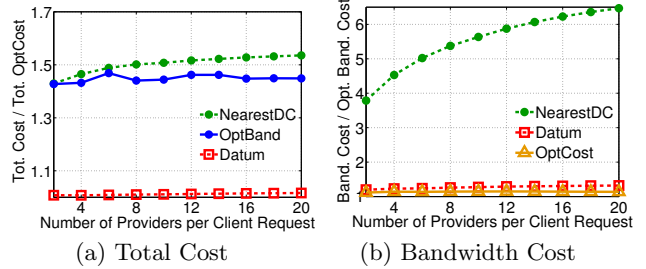 Tot. Cost / Tot. OptCost
1.7
1.5
1.3
1.1
NearestDC
OptBand
Datum
4 8 12 16 20
Number of Providers per Client Request
(a) Total Cost
Band. Cost / Opt. Band. Cost
6
5
4
3
2
NearestDC
Datum
OptCost
4 8 12 16 20
Number of Providers per Client Request
(b) Bandwidth Cost